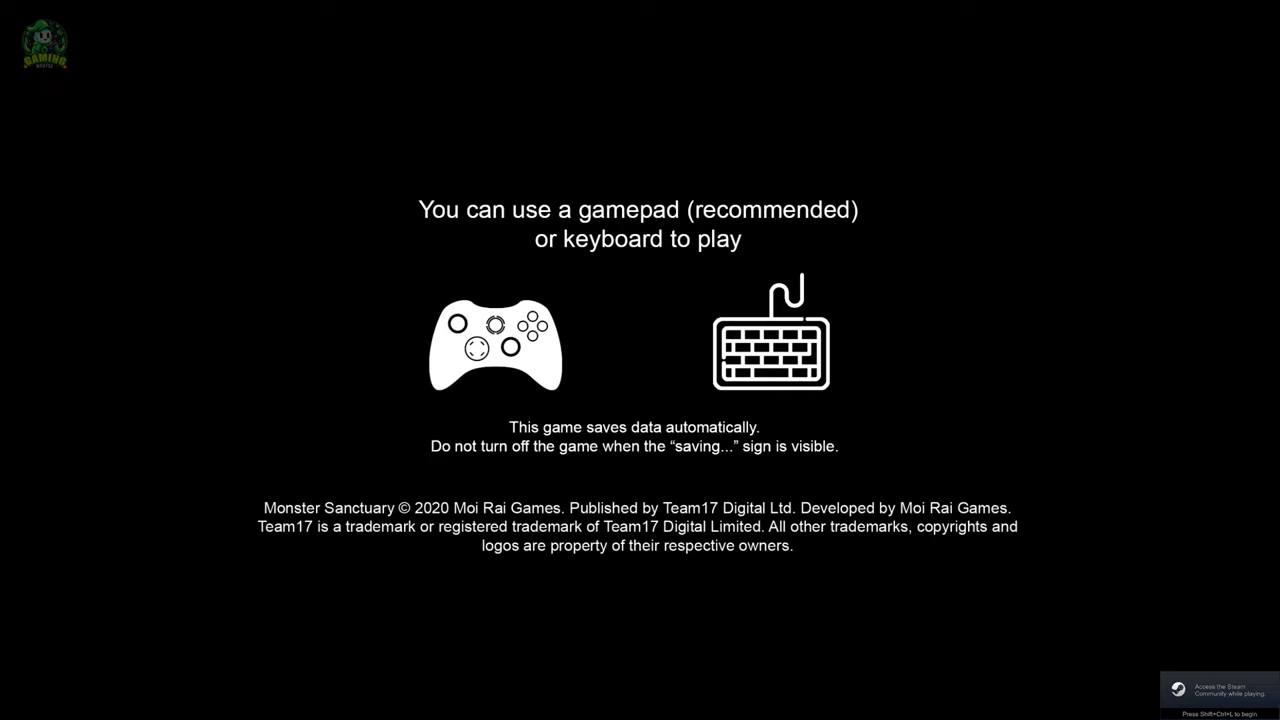 GAMING
You can use a gamepad (recommended)
or keyboard to play
This game saves data automatically.
Do not turn off the game when the “saving...” sign is visible.
Monster Sanctuary © 2020 Moi Rai Games. Published by Team17 Digital Ltd. Developed by Moi Rai Games.
Team17 is a trademark or registered trademark of Team17 Digital Limited. All other trademarks, copyrights and
logos are property of their respective owners.
Access the Steam
Community while playing.
Press Shift+Ctrl+L to begin